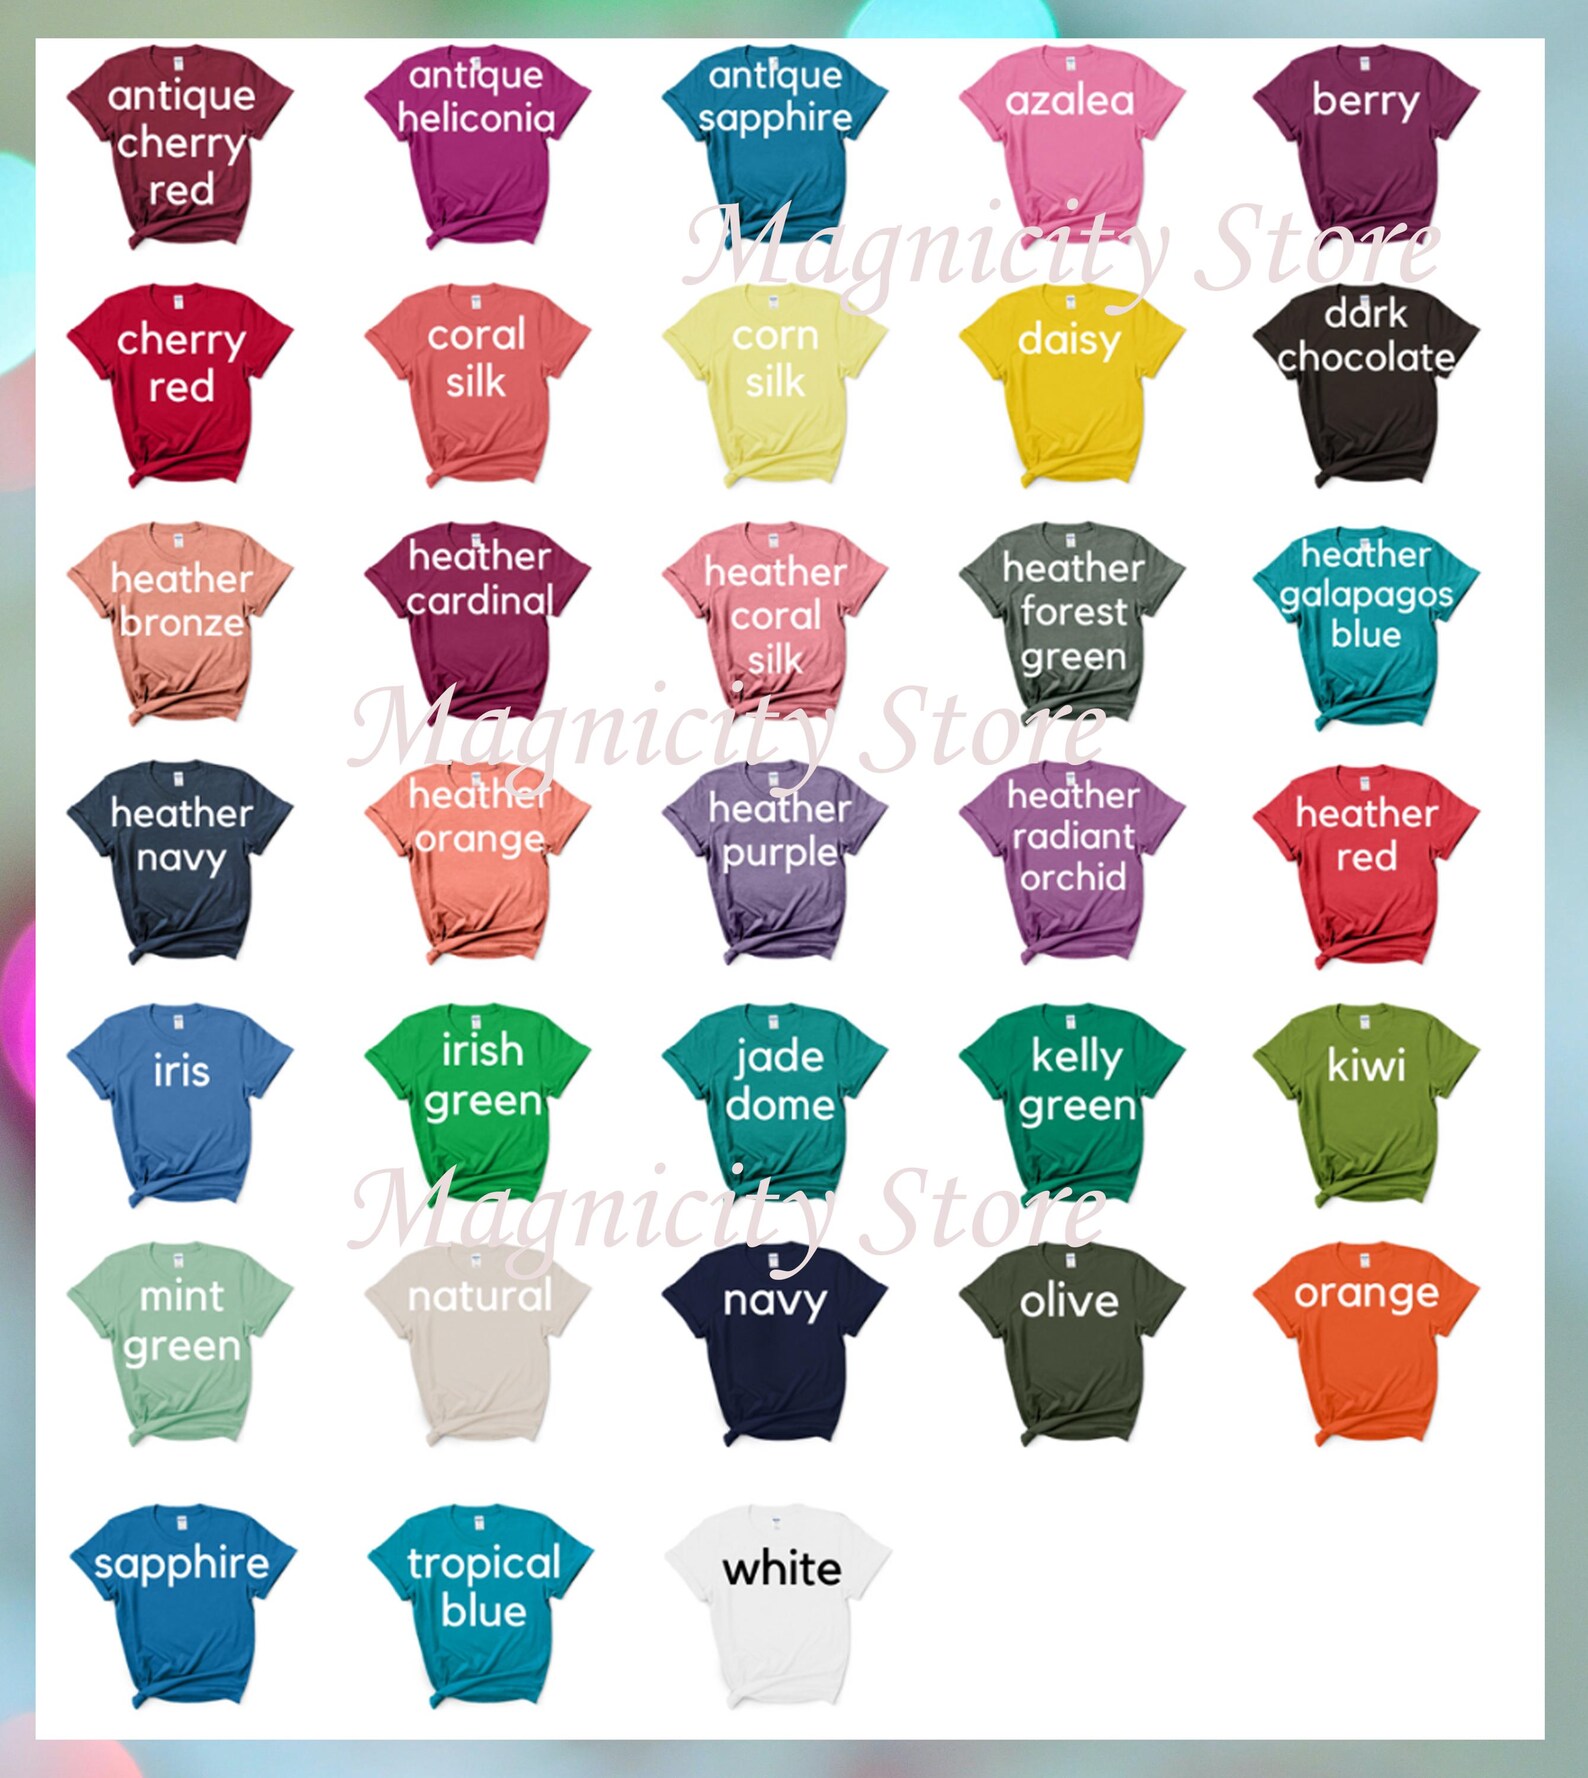 antique
cherry
red
antique
heliconia
antique
sapphire
azalea
berry
Magnicity Store
cherry
red
coral
silk
corn
silk
daisy
dark
chocolate
heather
bronze
heather
cardinal
heather
coral
silk
heather
forest
green
heather
galapagos
blue
Magnicity Store
heather
navy
heather
orange
heather
purple
heather
radiant
orchid
heather
red
iris
irish
green
jade
dome
kelly
green
kiwi
Magnicity Store
mint
green
natural
navy
olive
orange
sapphire
tropical
blue
white